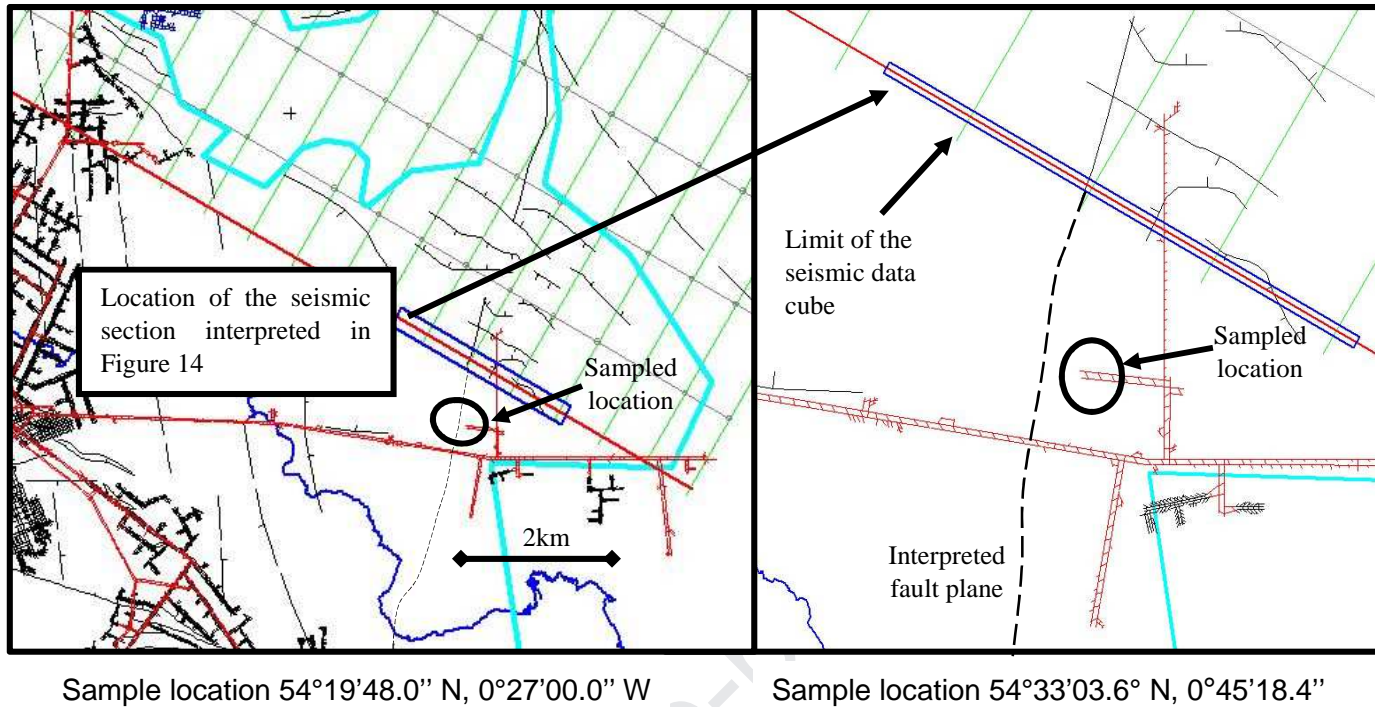 Location of the seismic
section interpreted in
Figure 14
Sampled
location
2km
Limit of the
seismic data
cube
Sampled
location
Interpreted
fault plane
Sample location 54°19'48.0'' N, 0°27'00.0'' W
Sample location 54°33'03.6° N, 0°45'18.4''